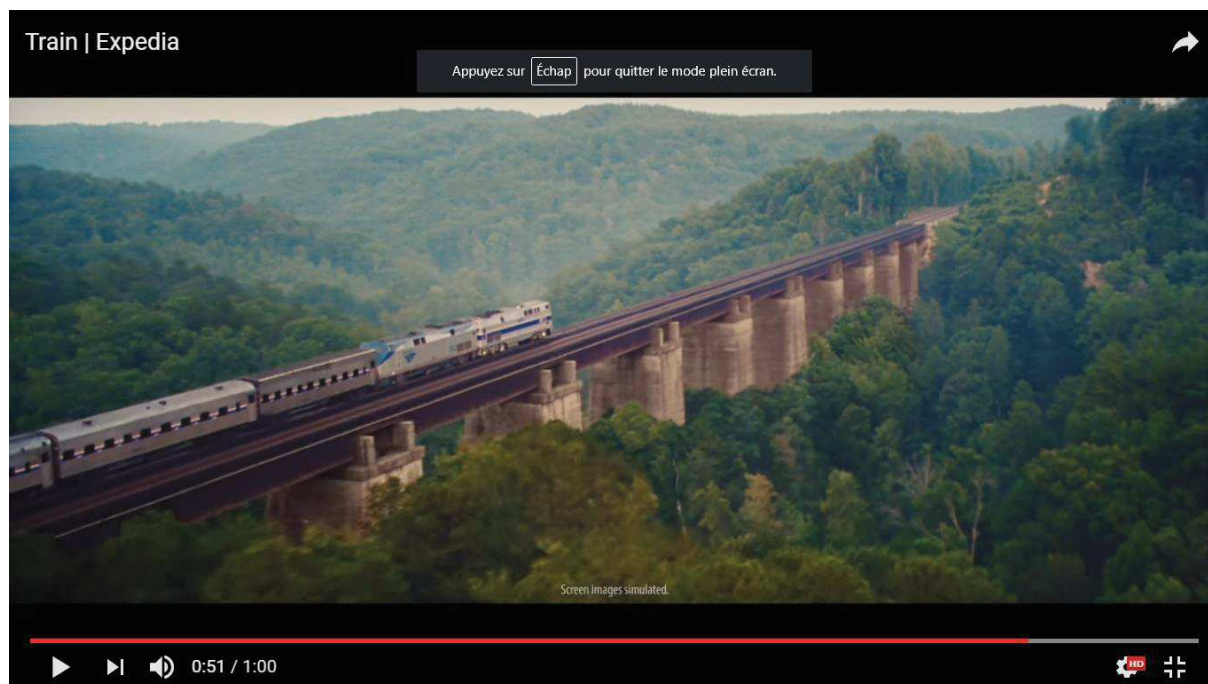 Train | Expedia
Appuyez sur Échap pour quitter le mode plein écran.
Screen images simulated.
0:51 / 1:00
HD